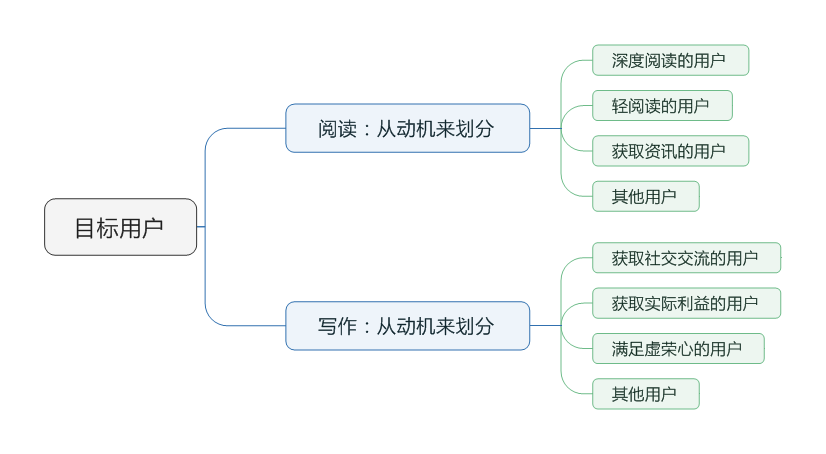 目标用户
阅读：从动机来划分
深度阅读的用户
轻阅读的用户
获取资讯的用户
其他用户
写作：从动机来划分
获取社交交流的用户
获取实际利益的用户
满足虚荣心的用户
其他用户